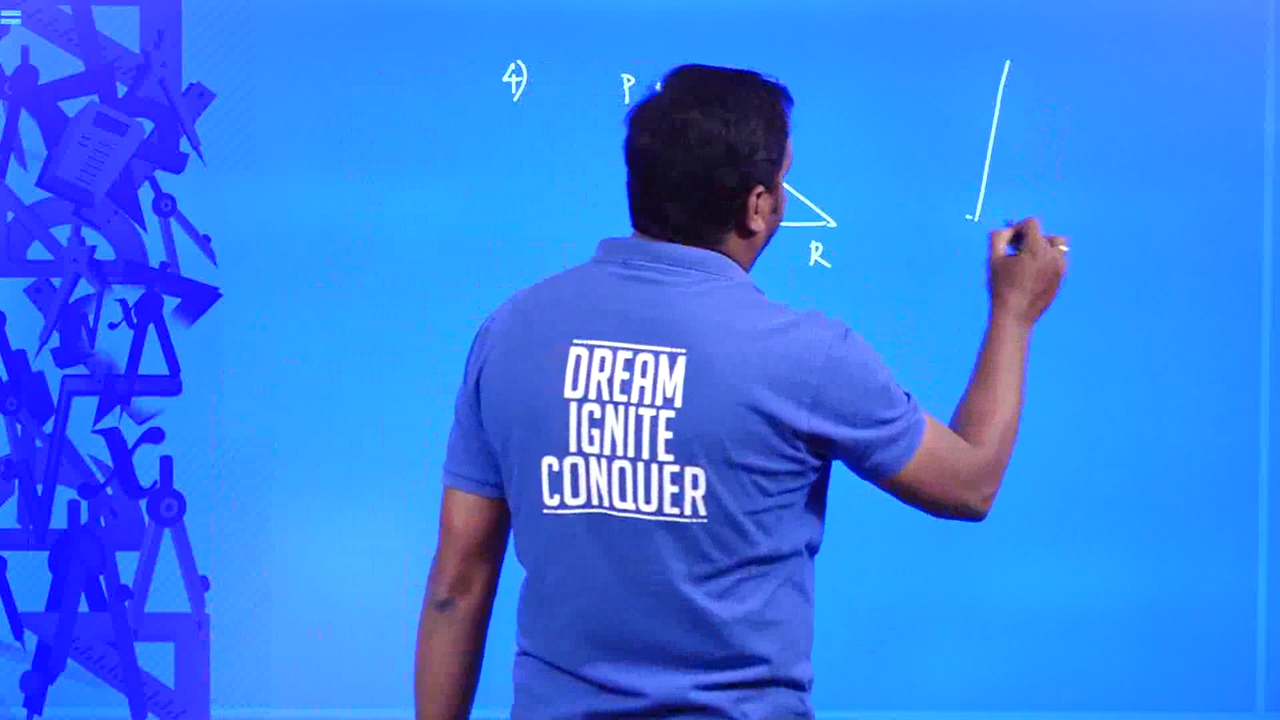 4) P
R
DREAM
IGNITE
CONQUER
x
x